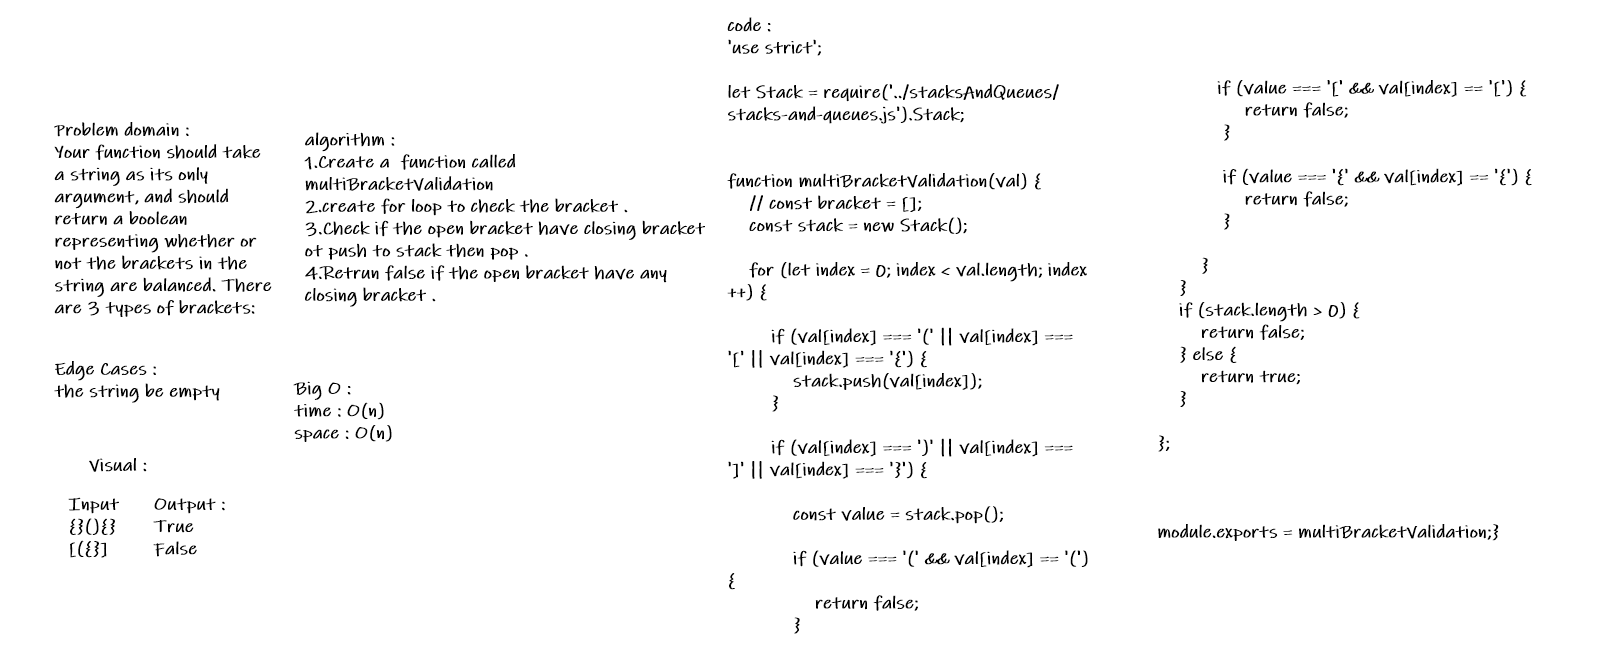 Problem domain :
Your function should take
a string as its only
argument, and should
return a boolean
representing whether or
not the brackets in the
string are balanced. There
are 3 types of brackets:
Edge Cases :
the string be empty
Visual :
Input Output :
{}(){} True
[({}] False
algorithm :
1.Create a function called
multiBracketValidation
2.create for loop to check the bracket .
3.Check if the open bracket have closing bracket
ot push to stack then pop .
4.Retrun false if the open bracket have any
closing bracket .
Big O :
time : O(n)
space : O(n)
code :
'use strict';
let Stack = require('../stacksAndQueues/
stacks-and-queues.js').Stack;
function multiBracketValidation(val) {
// const bracket = [];
const stack = new Stack();
for (let index = 0; index < val.length; index
++) {
if (val[index] === '(' || val[index] ===
'[' || val[index] === '{') {
stack.push(val[index]);
}
if (val[index] === ')' || val[index] ===
']' || val[index] === '}') {
const value = stack.pop();
if (value === '(' && val[index] == '(')
{
return false;
}
if (value === '[' && val[index] == '[') {
return false;
}
if (value === '{' && val[index] == '{') {
return false;
}
}
}
if (stack.length > 0) {
return false;
} else {
return true;
}
};
module.exports = multiBracketValidation;}